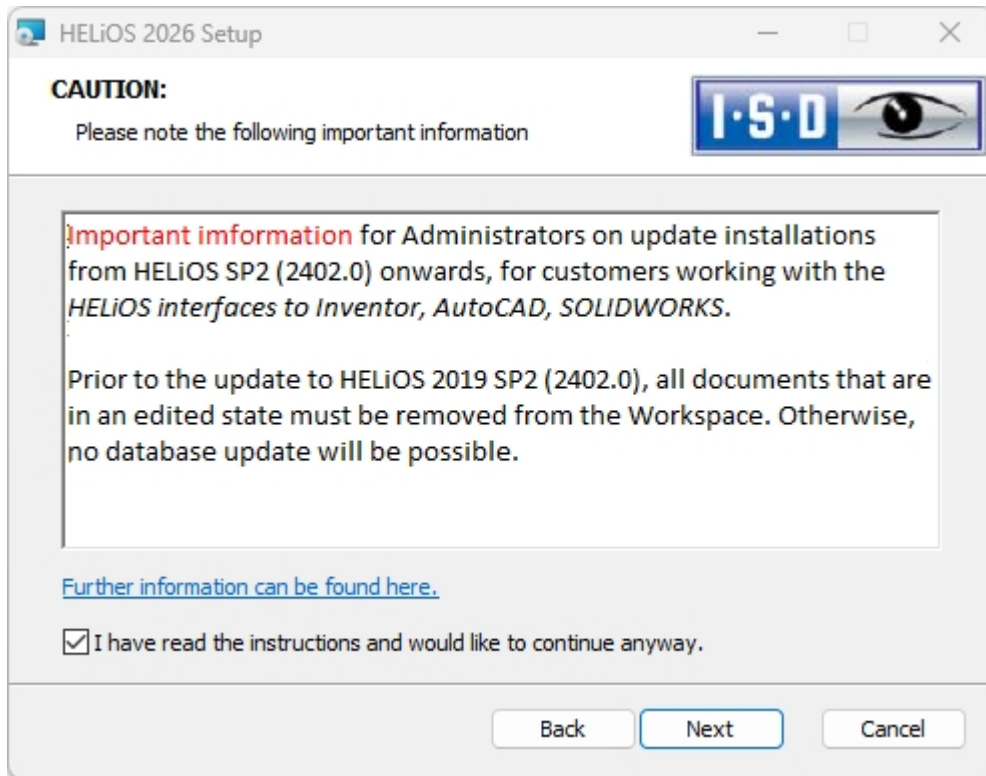 HELiOS 2026 Setup
CAUTION:
Please note the following important information
I·S·D
Important imformation for Administrators on update installations
from HELiOS SP2 (2402.0) onwards, for customers working with the
HELiOS interfaces to Inventor, AutoCAD, SOLIDWORKS.
Prior to the update to HELiOS 2019 SP2 (2402.0), all documents that are
in an edited state must be removed from the Workspace. Otherwise,
no database update will be possible.
Further information can be found here.
I have read the instructions and would like to continue anyway.
Back Next Cancel